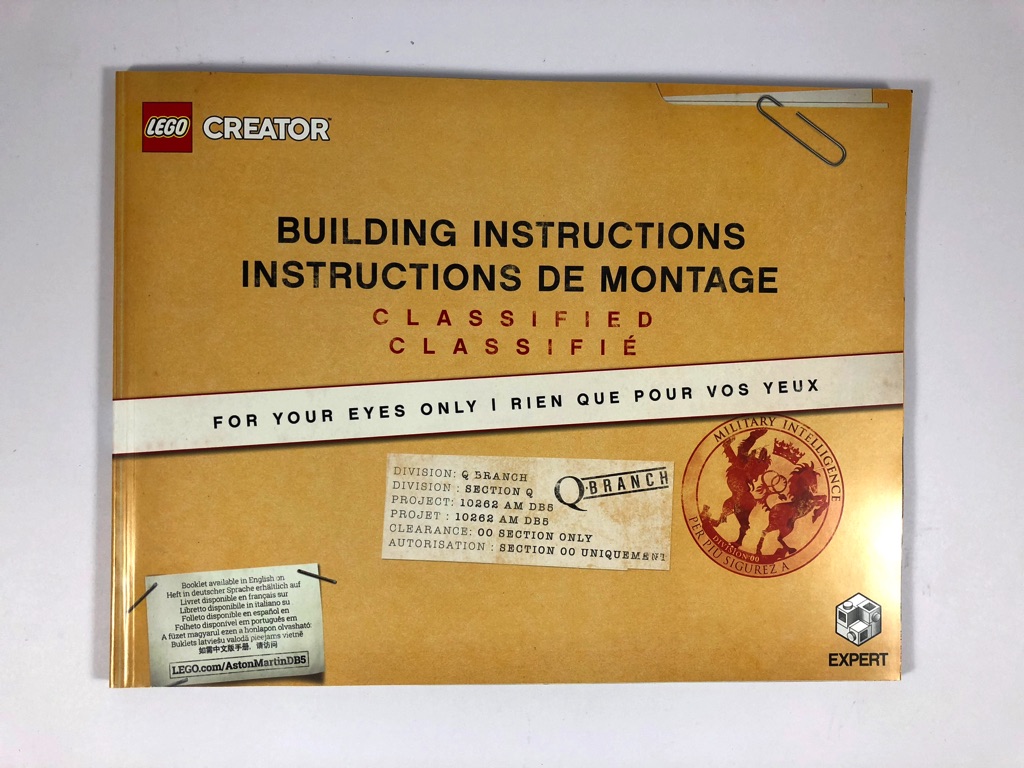 LEGO CREATOR™
BUILDING INSTRUCTIONS
INSTRUCTIONS DE MONTAGE
CLASSIFIED
CLASSIFIÉ
FOR YOUR EYES ONLY | RIEN QUE POUR VOS YEUX
DIVISION: Q BRANCH
DIVISION : SECTION Q
PROJECT: 10262 AM DB5
PROJET : 10262 AM DB5
CLEARANCE: 00 SECTION ONLY
AUTORISATION : SECTION 00 UNIQUEMENT
Q BRANCH
MILITARY INTELLIGENCE
DIVISION 00
PER PIÙ SIGUREZ A
Booklet available in English on
Heft in deutscher Sprache erhältlich auf
Livret disponible en français sur
Libretto disponibile in italiano su
Folleto disponible en español en
Folheto disponível em português em
A füzet magyarul ezen a honlapon olvasható:
Buklets latviešu valodā pieejams vietnē
如需中文版手册，请访问
LEGO.com/AstonMartinDB5
EXPERT